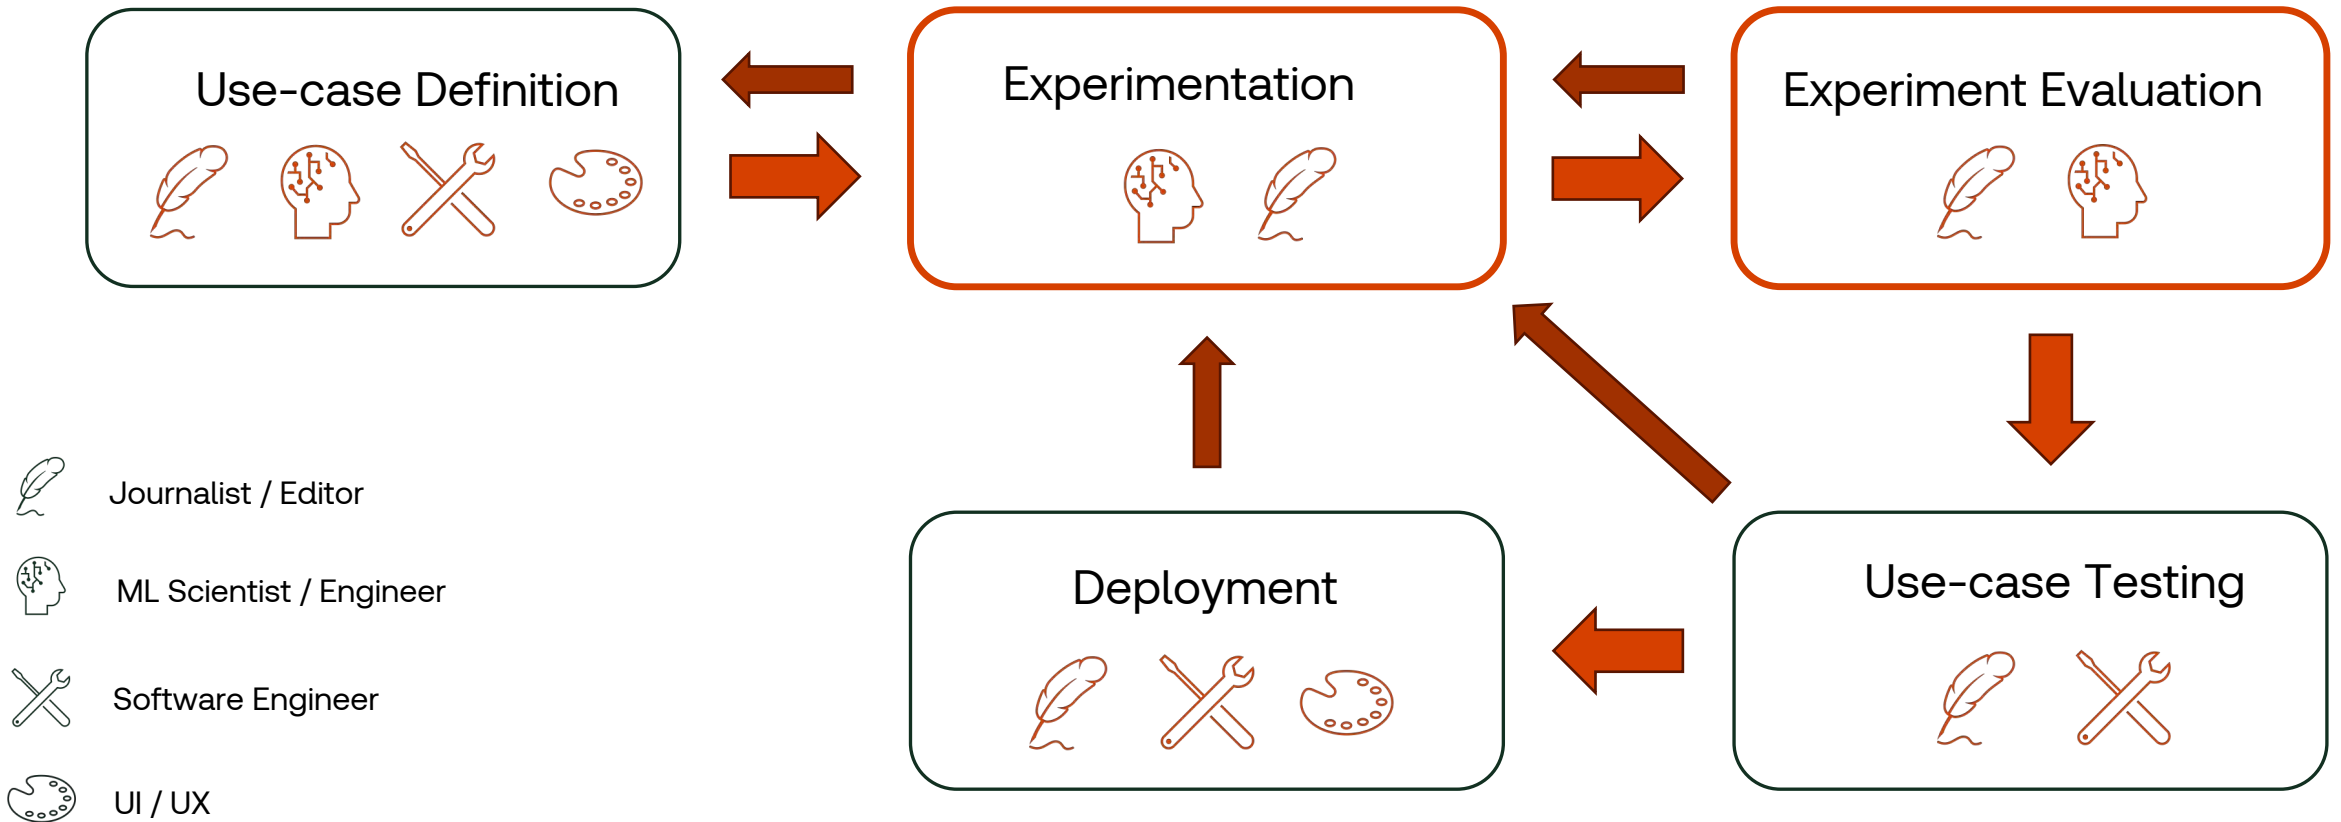 Use-case Definition
Experimentation
Experiment Evaluation
Journalist / Editor
ML Scientist / Engineer
Software Engineer
UI / UX
Deployment
Use-case Testing